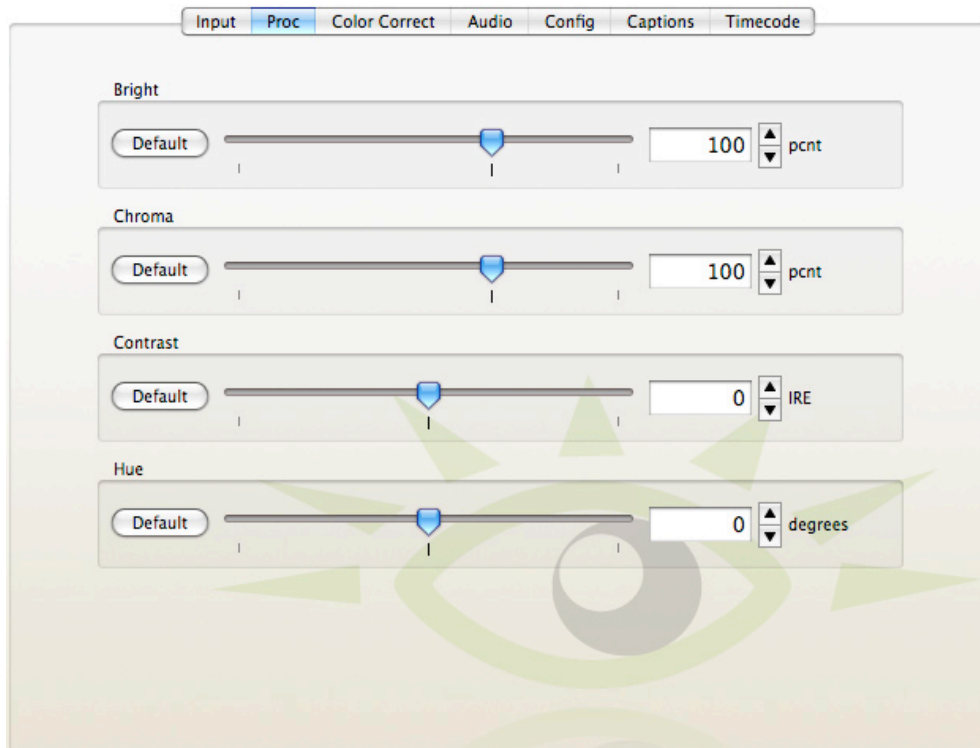 Input Proc Color Correct Audio Config Captions Timecode
Bright
Default 100 pcnt
Chroma
Default 100 pcnt
Contrast
Default 0 IRE
Hue
Default 0 degrees